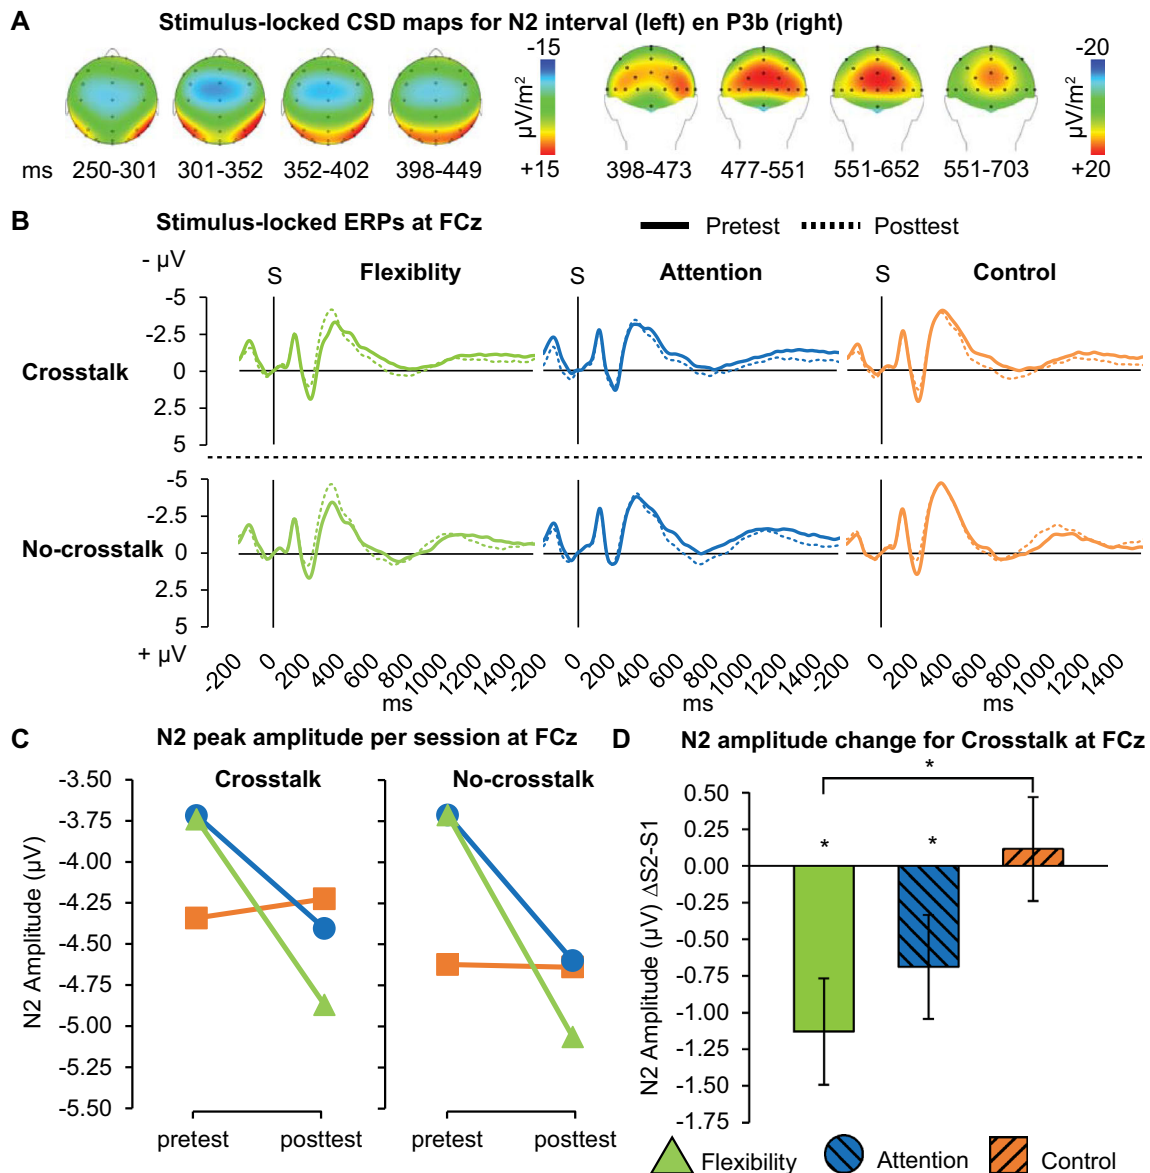 A Stimulus-locked CSD maps for N2 interval (left) en P3b (right)
-15 -20
µV/m² µV/m²
+15 +20
ms 250-301 301-352 352-402 398-449 398-473 477-551 551-652 551-703
B Stimulus-locked ERPs at FCz Pretest Posttest
- µV
S Flexiblity S Attention S Control
-5
-2.5
Crosstalk 0
2.5
5
-5
-2.5
No-crosstalk 0
2.5
5
+ µV
-200 0 200 400 600 800 1000 1200 1400 -200 0 200 400 600 800 1000 1200 1400 -200 0 200 400 600 800 1000 1200 1400
ms ms ms
C N2 peak amplitude per session at FCz
Crosstalk No-crosstalk
N2 Amplitude (µV)
-3.50
-3.75
-4.00
-4.25
-4.50
-4.75
-5.00
-5.25
-5.50
pretest posttest pretest posttest
D N2 amplitude change for Crosstalk at FCz
N2 Amplitude (µV) ΔS2-S1
*
* *
0.50
0.25
0.00
-0.25
-0.50
-0.75
-1.00
-1.25
-1.50
-1.75
Flexibility Attention Control